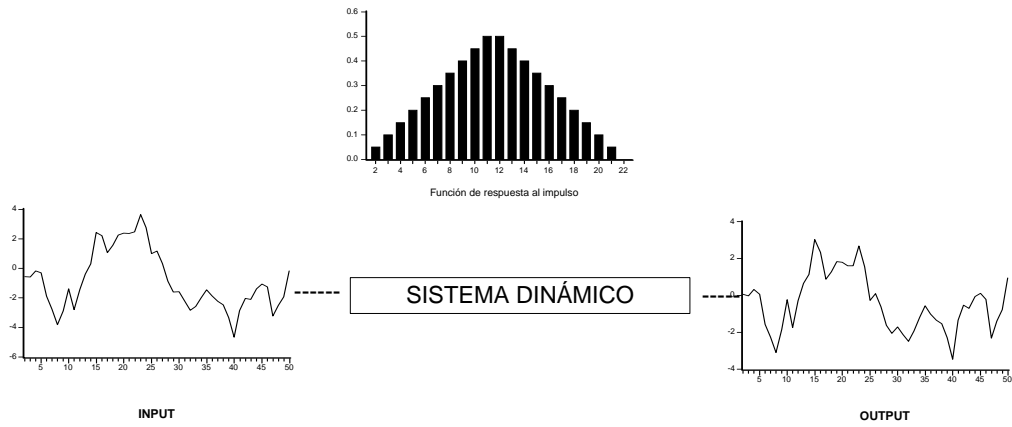 0.6
0.5
0.4
0.3
0.2
0.1
0.0
2 4 6 8 10 12 14 16 18 20 22
Función de respuesta al impulso
4
2
0
-2
-4
-6
5 10 15 20 25 30 35 40 45 50
INPUT
SISTEMA DINÁMICO
4
2
0
-2
-4
5 10 15 20 25 30 35 40 45 50
OUTPUT